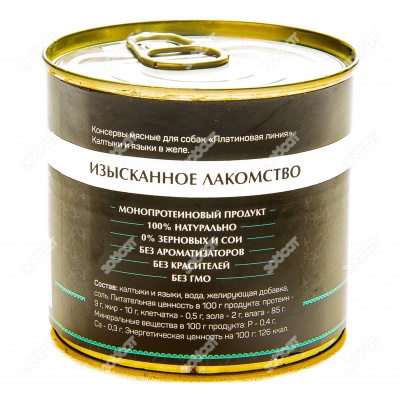 Консервы мясные для собак «Платиновая линия».
Калтыки и языки в желе.
ИЗЫСКАННОЕ ЛАКОМСТВО
МОНОПРОТЕИНОВЫЙ ПРОДУКТ
100% НАТУРАЛЬНО
0% ЗЕРНОВЫХ И СОИ
БЕЗ АРОМАТИЗАТОРОВ
БЕЗ КРАСИТЕЛЕЙ
БЕЗ ГМО
Состав: калтыки и языки, вода, желирующая добавка,
соль. Питательная ценность в 100 г продукта: протеин -
9 г, жир - 10 г, клетчатка - 0,5 г, зола - 2 г, влага - 85 г
Минеральные вещества в 100 г продукта: P - 0,4 г,
Ca - 0,3 г. Энергетическая ценность на 100 г: 126 ккал.